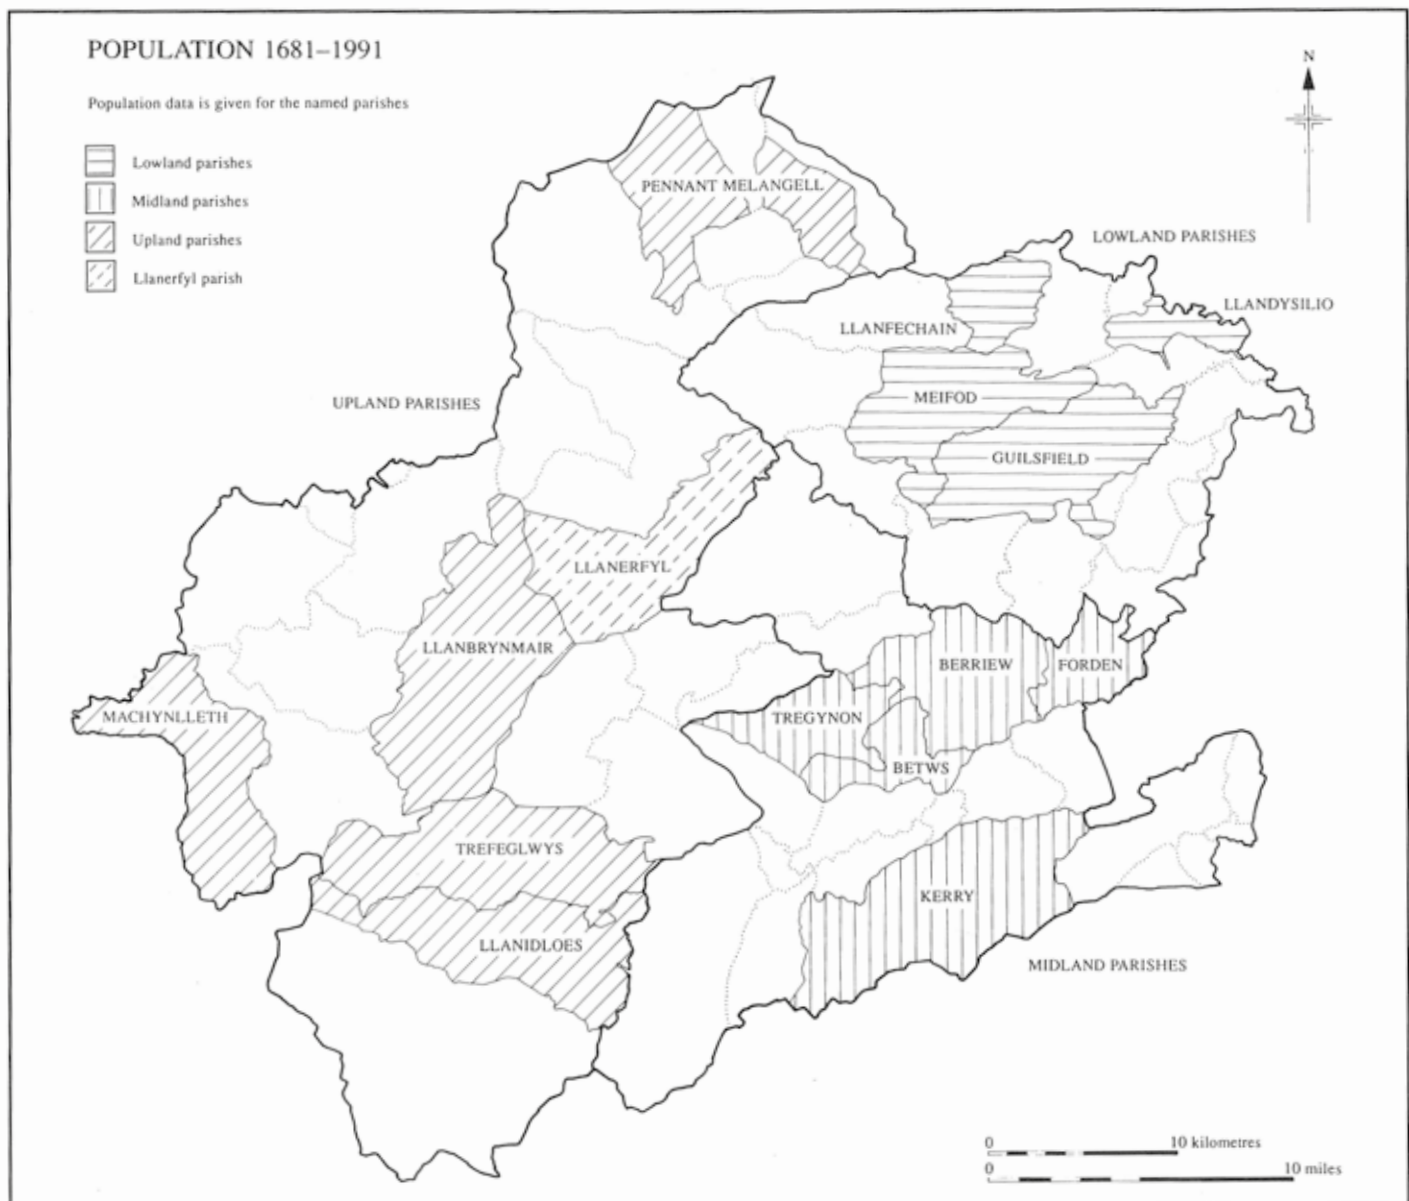 POPULATION 1681–1991
Population data is given for the named parishes
Lowland parishes
Midland parishes
Upland parishes
Llanerfyl parish
N
PENNANT MELANGELL
LOWLAND PARISHES
LLANDYSILIO
LLANFECHAIN
MEIFOD
UPLAND PARISHES
GUILSFIELD
LLANERFYL
LLANBRYNMAIR
BERRIEW
FORDEN
MACHYNLLETH
TREGYNON
BETWS
TREFEGLWYS
KERRY
LLANIDLOES
MIDLAND PARISHES
0 10 kilometres
0 10 miles